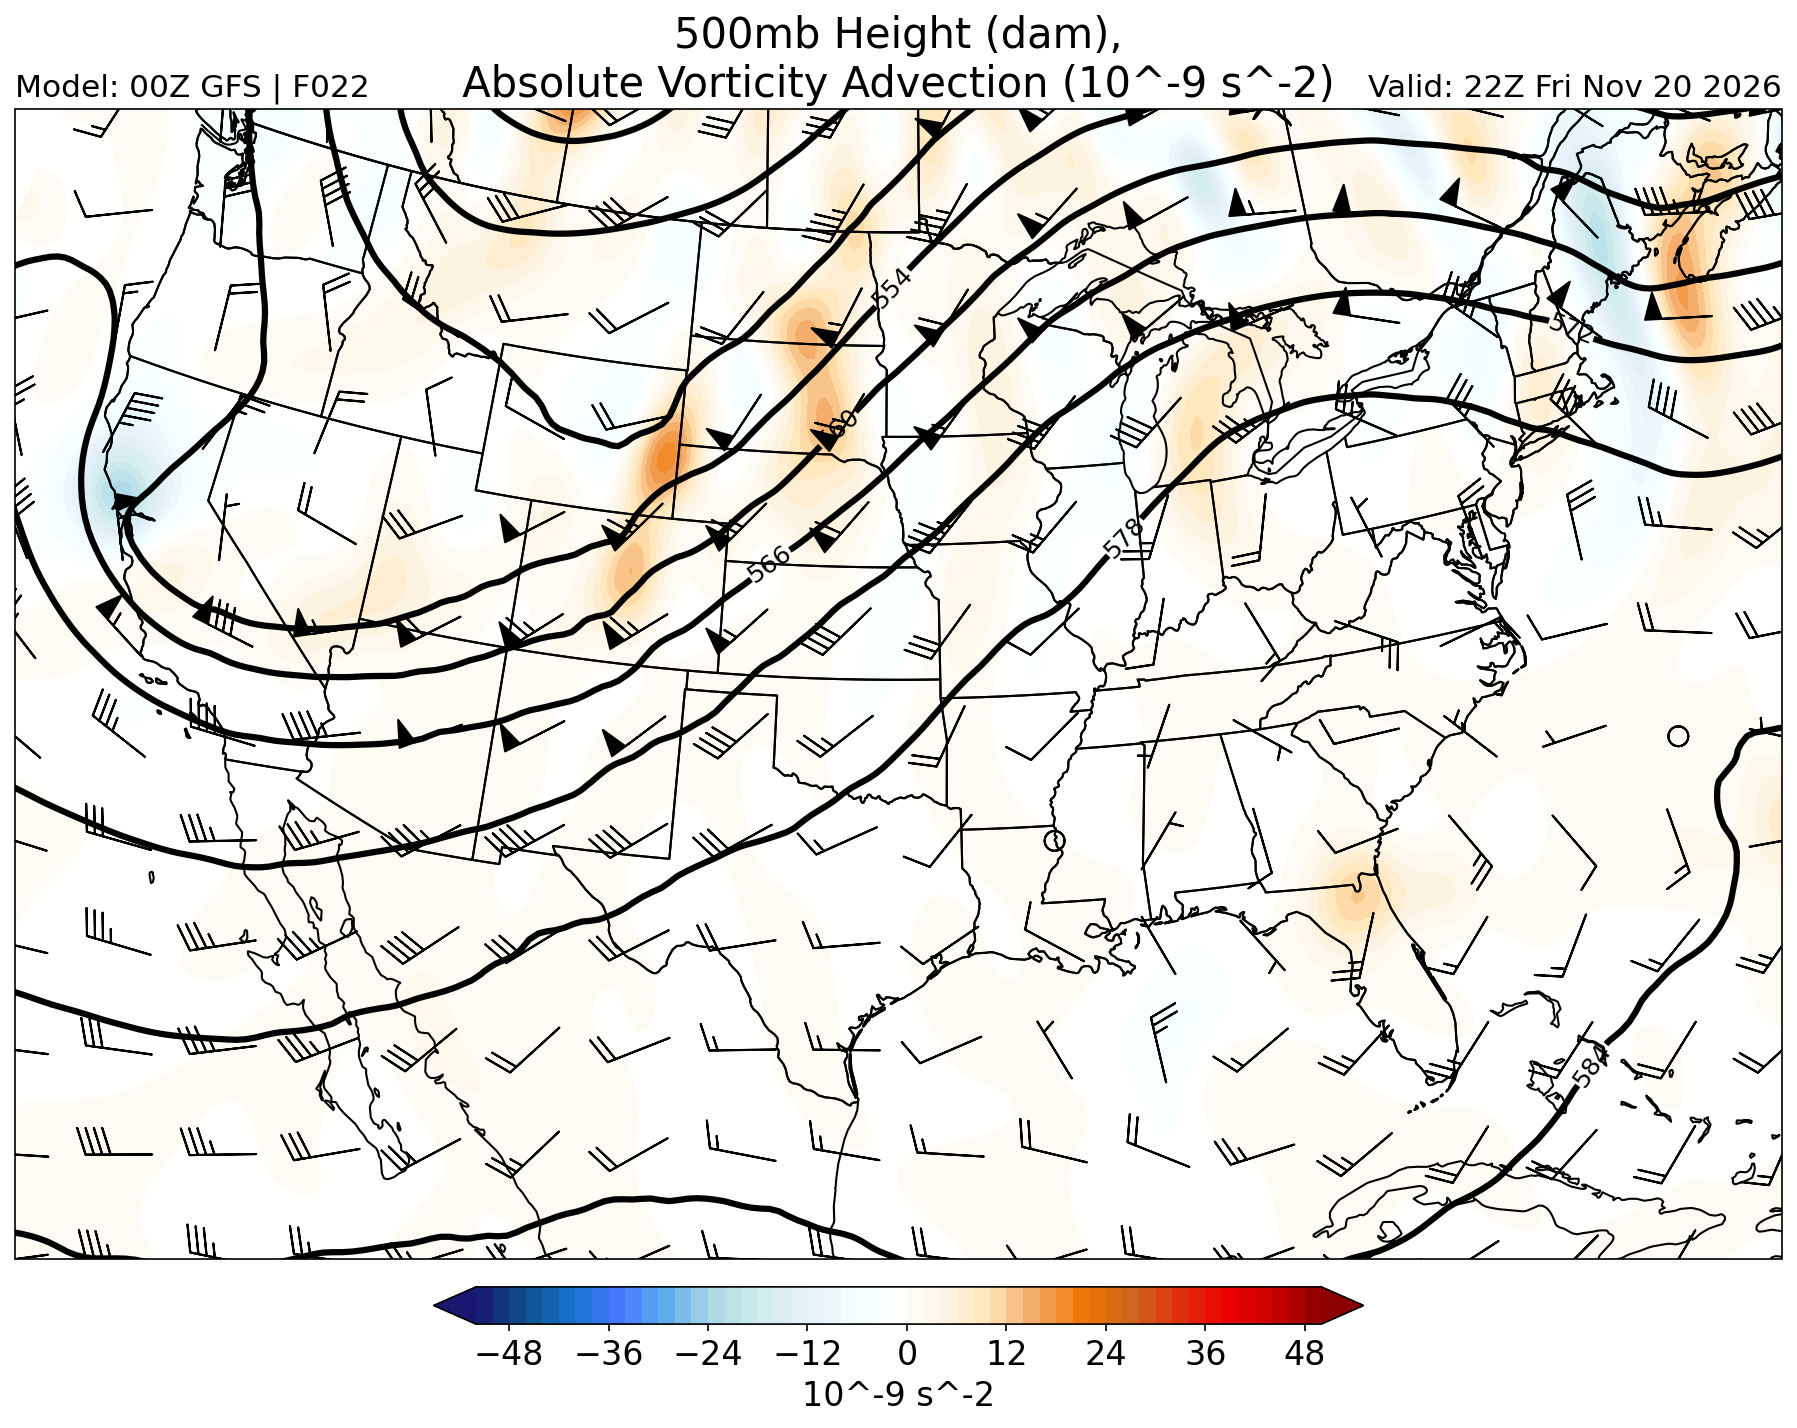 500mb Height (dam),
Model: 00Z GFS | F022
Absolute Vorticity Advection (10^-9 s^-2)
Valid: 22Z Fri Nov 20 2026
554
560
572
566
578
584
−48 −36 −24 −12 0 12 24 36 48
10^-9 s^-2